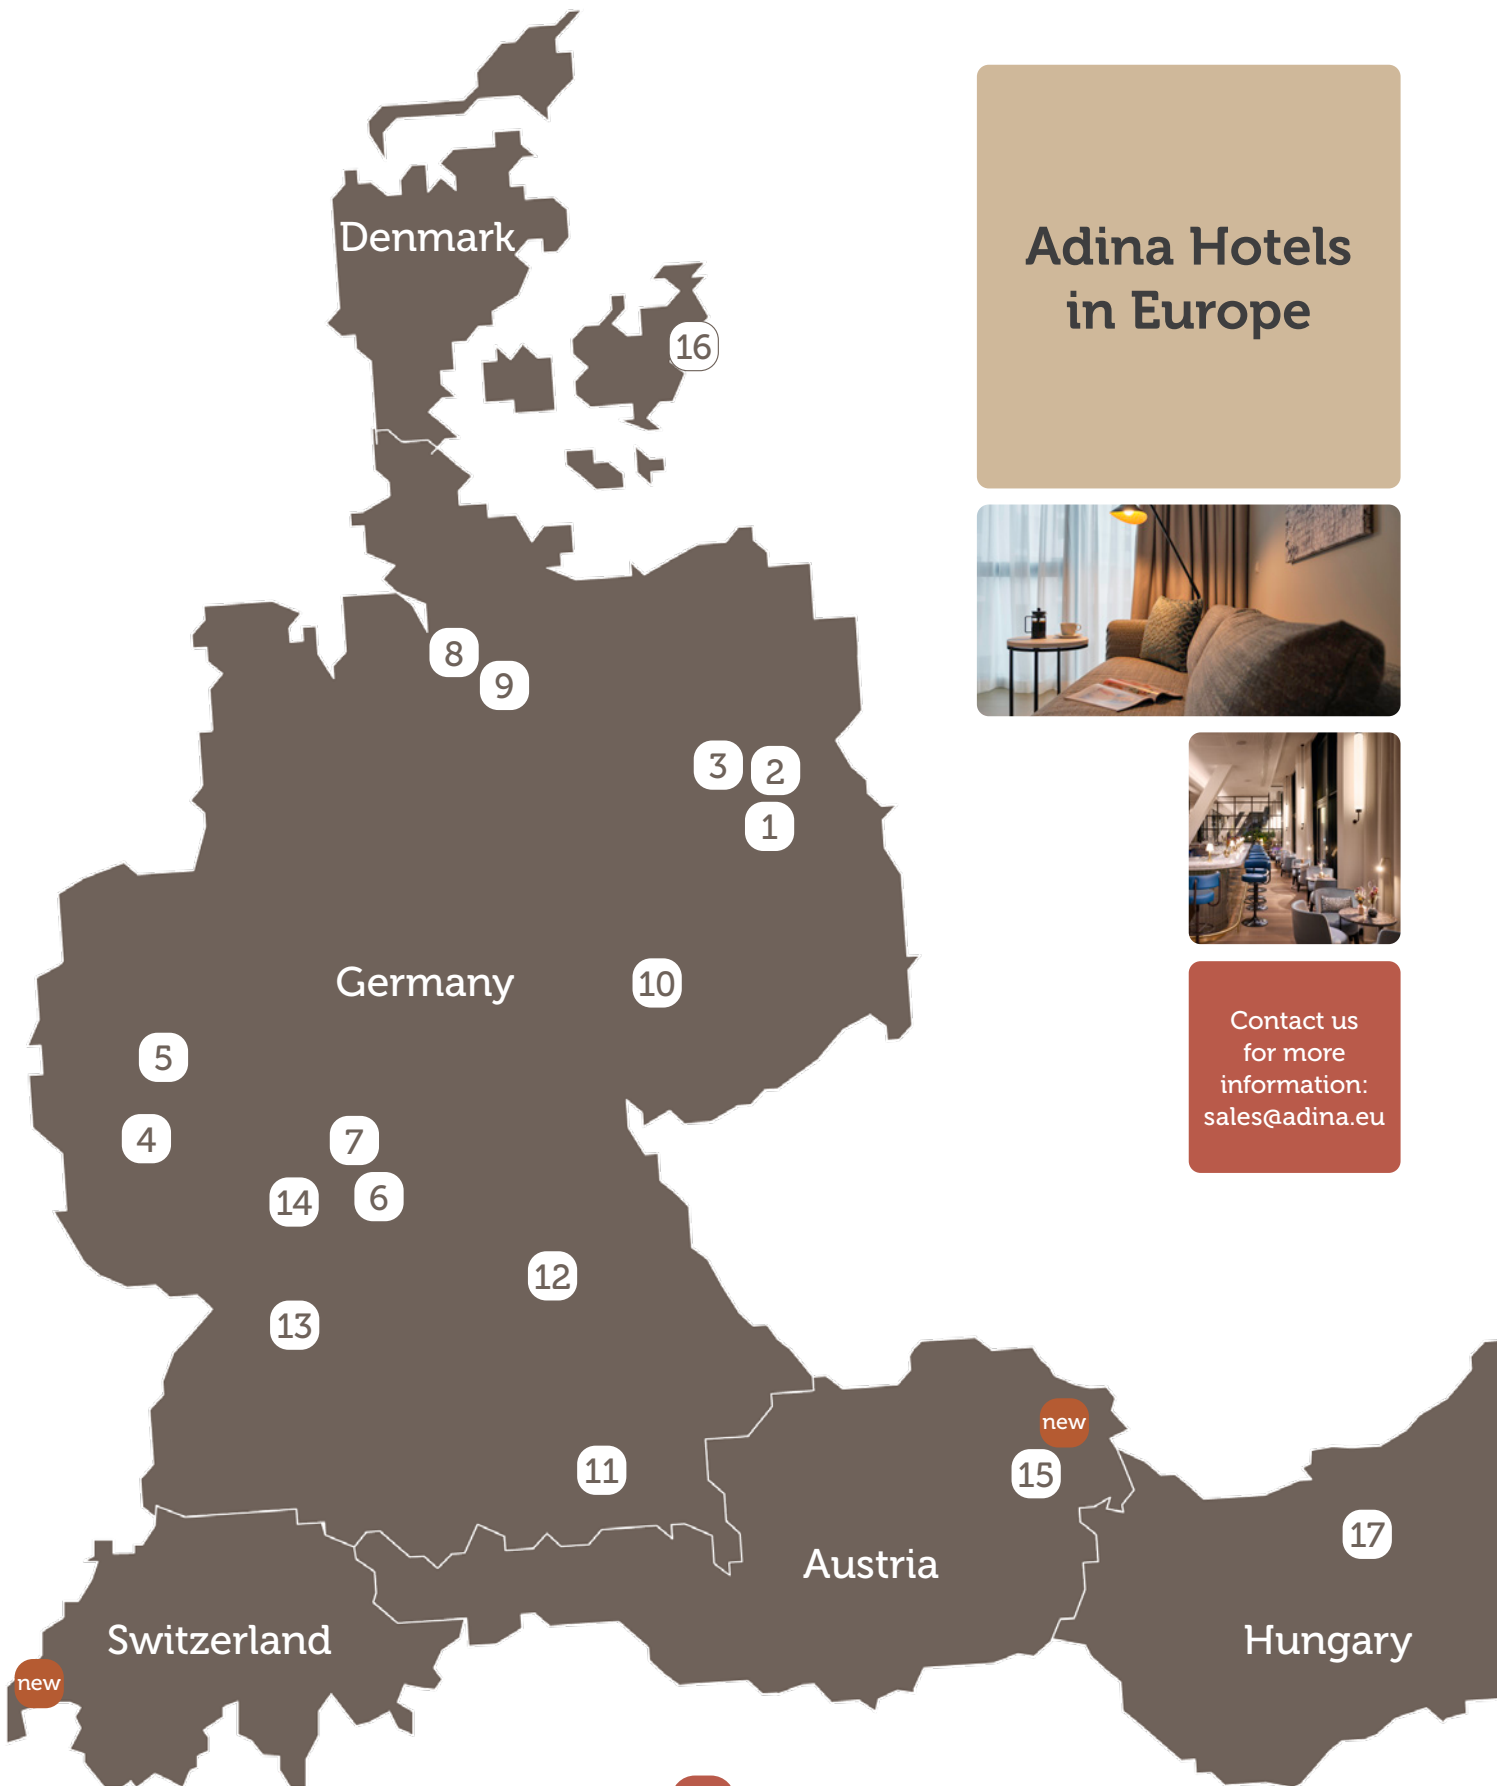 Denmark
Adina Hotels
in Europe
16
8
9
3
2
1
Germany
10
5
4
7
6
14
12
13
Contact us
for more
information:
sales@adina.eu
new
11
15
17
Austria
Switzerland
Hungary
new